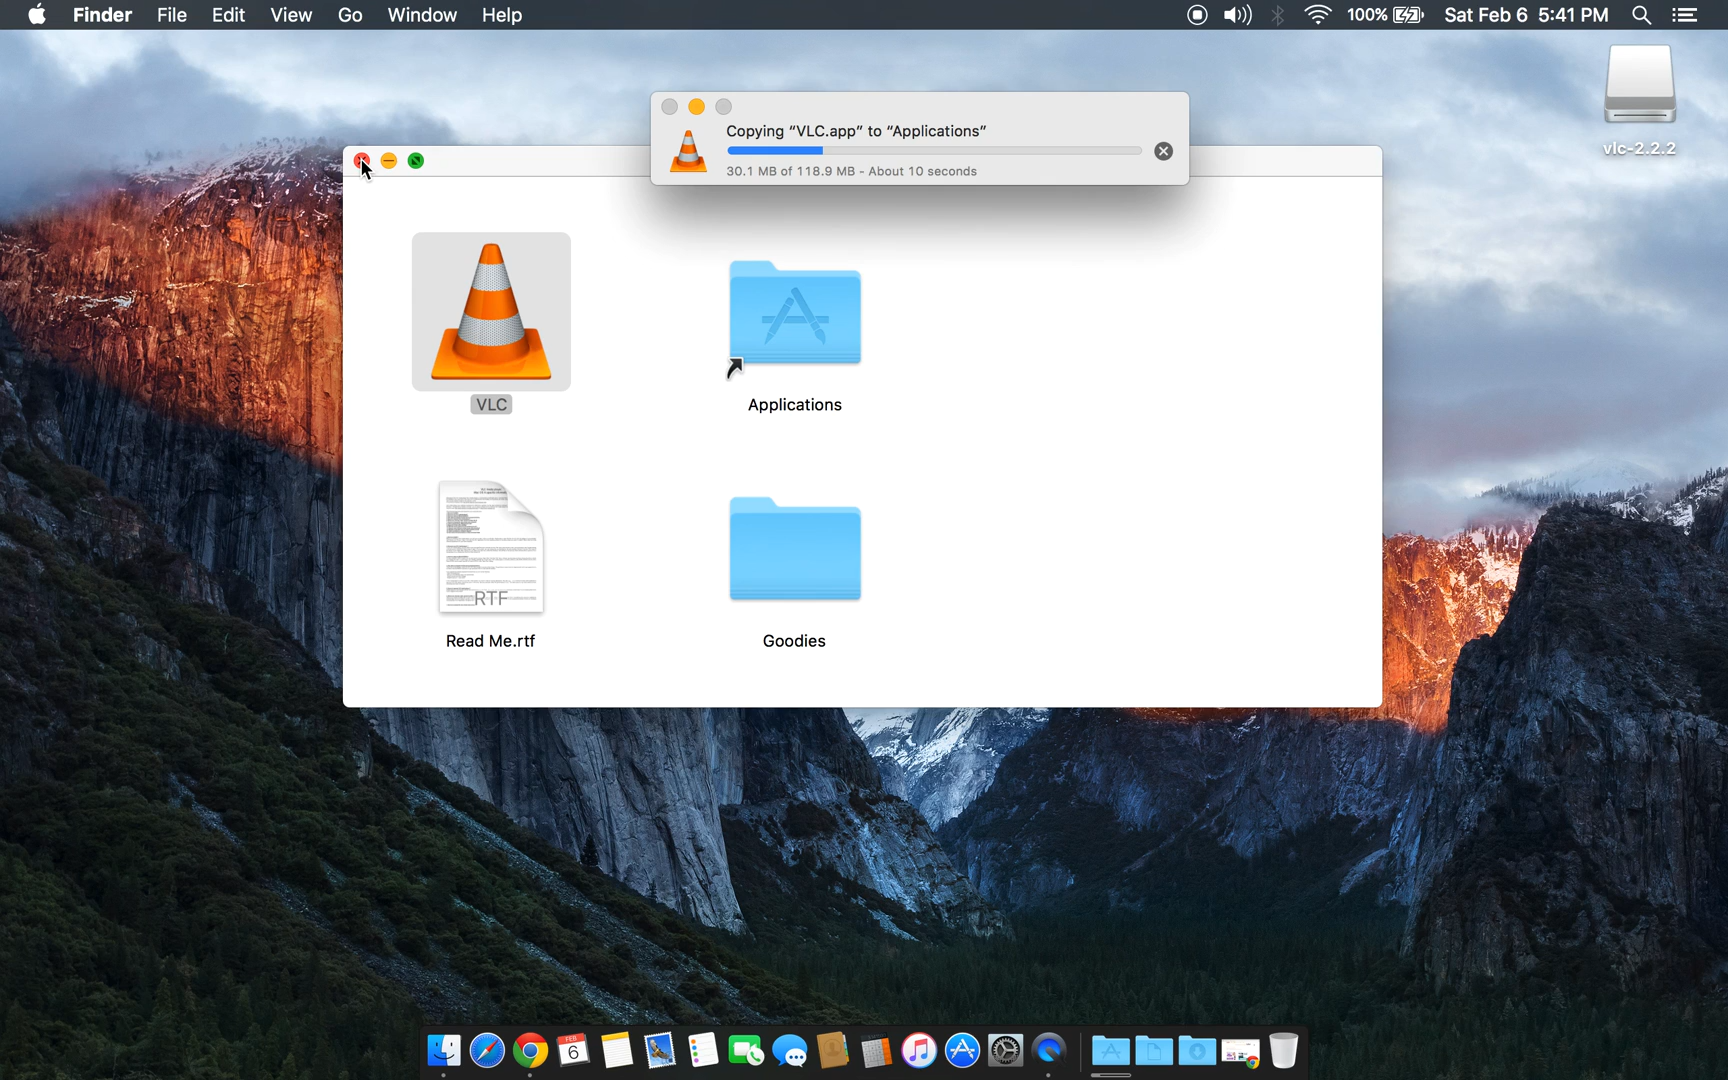 Finder File Edit View Go Window Help 100% Sat Feb 6 5:41 PM
vlc-2.2.2
Copying “VLC.app” to “Applications”
30.1 MB of 118.9 MB - About 10 seconds
VLC
Applications
RTF
Read Me.rtf
Goodies
FEB
6